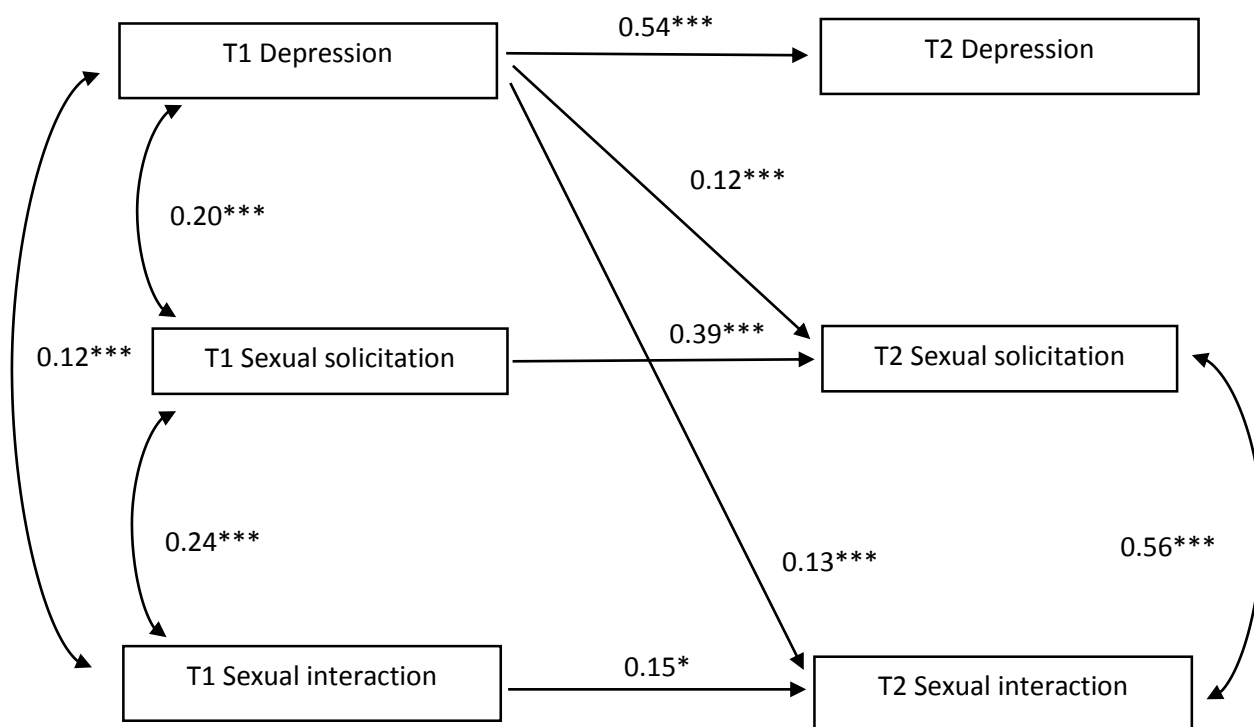 0.54***
T1 Depression
T2 Depression
0.12***
0.20***
0.39***
T1 Sexual solicitation
T2 Sexual solicitation
0.12***
0.24***
0.13***
0.56***
T1 Sexual interaction
0.15*
T2 Sexual interaction